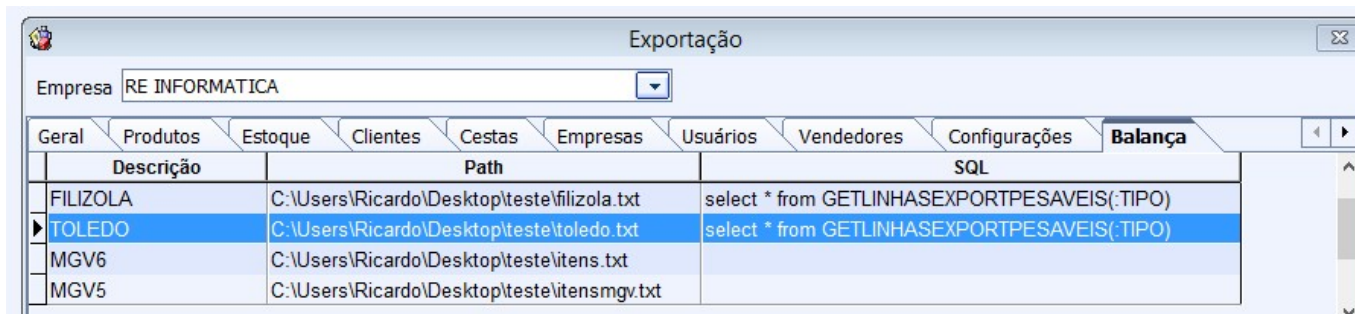 Exportação
Empresa RE INFORMATICA
Geral Produtos Estoque Clientes Cestas Empresas Usuários Vendedores Configurações Balança
Descrição Path SQL
FILIZOLA C:\Users\Ricardo\Desktop\teste\filizola.txt select * from GETLINHASEXPORTPESAVEIS(:TIPO)
TOLEDO C:\Users\Ricardo\Desktop\teste\toledo.txt select * from GETLINHASEXPORTPESAVEIS(:TIPO)
MGV6 C:\Users\Ricardo\Desktop\teste\itens.txt
MGV5 C:\Users\Ricardo\Desktop\teste\itensmgv.txt